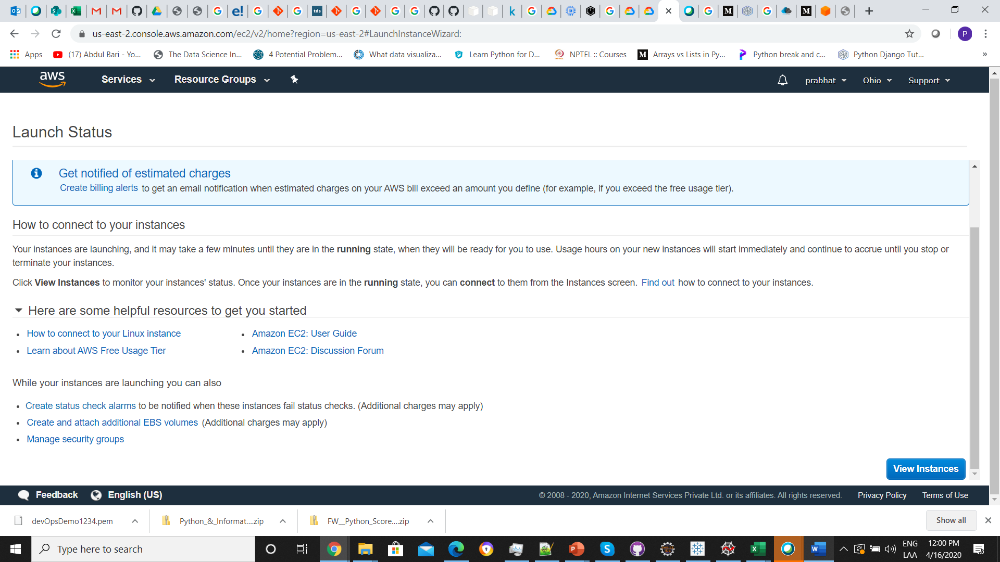 us-east-2.console.aws.amazon.com/ec2/v2/home?region=us-east-2#LaunchInstanceWizard:
P
Apps
(17) Abdul Bari - Yo...
The Data Science In...
4 Potential Problem...
What data visualiza...
Learn Python for D...
NPTEL :: Courses
Arrays vs Lists in Py...
Python break and c...
Python Django Tut...
aws
Services
Resource Groups
prabhat
Ohio
Support
Launch Status
Get notified of estimated charges
Create billing alerts to get an email notification when estimated charges on your AWS bill exceed an amount you define (for example, if you exceed the free usage tier).
How to connect to your instances
Your instances are launching, and it may take a few minutes until they are in the running state, when they will be ready for you to use. Usage hours on your new instances will start immediately and continue to accrue until you stop or
terminate your instances.
Click View Instances to monitor your instances' status. Once your instances are in the running state, you can connect to them from the Instances screen. Find out how to connect to your instances.
Here are some helpful resources to get you started
How to connect to your Linux instance
Amazon EC2: User Guide
Learn about AWS Free Usage Tier
Amazon EC2: Discussion Forum
While your instances are launching you can also
Create status check alarms to be notified when these instances fail status checks. (Additional charges may apply)
Create and attach additional EBS volumes (Additional charges may apply)
Manage security groups
View Instances
Feedback
English (US)
© 2008 - 2020, Amazon Internet Services Private Ltd. or its affiliates. All rights reserved.
Privacy Policy
Terms of Use
devOpsDemo1234.pem
Python_&_Informat....zip
FW__Python_Score....zip
Show all
Type here to search
ENG
LAA
12:00 PM
4/16/2020